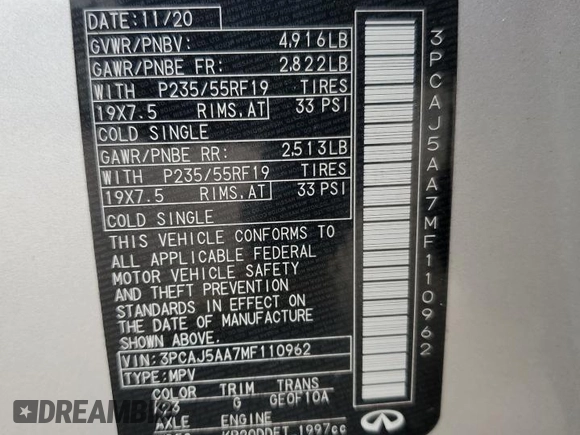 DATE: 11/20
GVWR/PNBV: 4,916LB
GAWR/PNBE FR: 2,822LB
WITH P235/55RF19 TIRES
19X7.5 RIMS, AT 33 PSI
COLD SINGLE
GAWR/PNBE RR: 2,513LB
WITH P235/55RF19 TIRES
19X7.5 RIMS, AT 33 PSI
COLD SINGLE
THIS VEHICLE CONFORMS TO
ALL APPLICABLE FEDERAL
MOTOR VEHICLE SAFETY
AND THEFT PREVENTION
STANDARDS IN EFFECT ON
THE DATE OF MANUFACTURE
SHOWN ABOVE.
VIN: 3PCAJ5AA7MF110962
TYPE: MPV
COLOR TRIM TRANS
G GE0F10A
AXLE ENGINE
KR20DDET 1997cc
3PCAJ5AA7MF110962
DREAMBIK.COM